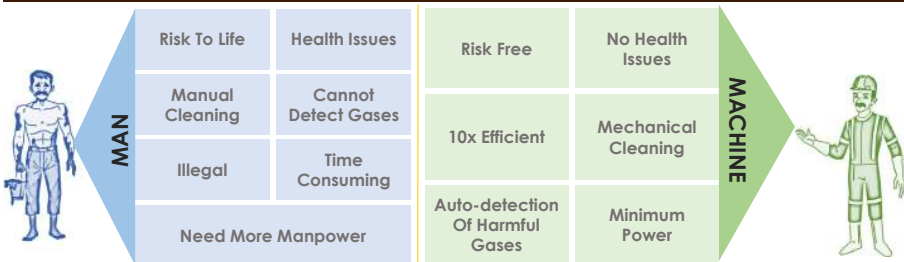 MAN
Risk To Life
Health Issues
Manual
Cleaning
Cannot
Detect Gases
Illegal
Time
Consuming
Need More Manpower
Risk Free
No Health
Issues
10x Efficient
Mechanical
Cleaning
Auto-detection
Of Harmful
Gases
Minimum
Power
MACHINE